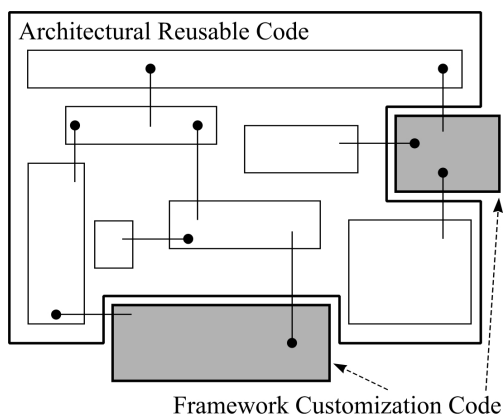 Architectural Reusable Code
Framework Customization Code